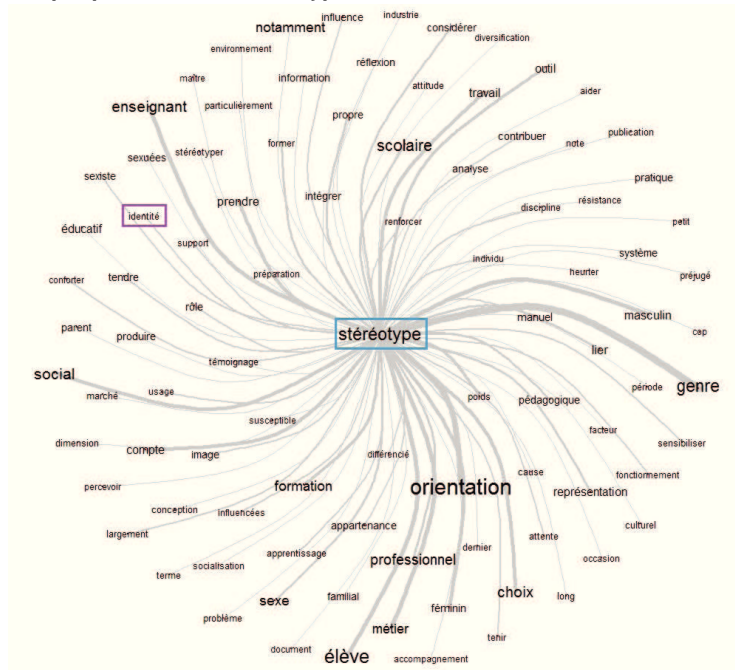 influence
industrie
notamment
considérer
diversification
environnement
réflexion
outil
maître
information
attitude
travail
aider
enseignant
particulièrement
propre
contribuer
publication
former
scolaire
note
sexuées
stéréotyper
analyse
sexiste
pratique
prendre
intégrer
résistance
identité
discipline
petit
éducatif
renforcer
support
système
individu
conforter
tendre
préparation
heurter
préjugé
rôle
parent
produire
stéréotype
manuel
masculin
cap
témoignage
lier
social
marché
usage
poids
pédagogique
période
genre
susceptible
facteur
dimension
compte
image
différencié
sensibiliser
percevoir
formation
orientation
cause
représentation
fonctionnement
conception
influencées
largement
appartenance
attente
culturel
apprentissage
professionnel
dernier
occasion
terme
socialisation
sexe
familial
féminin
choix
long
problème
métier
tenir
document
élève
accompagnement